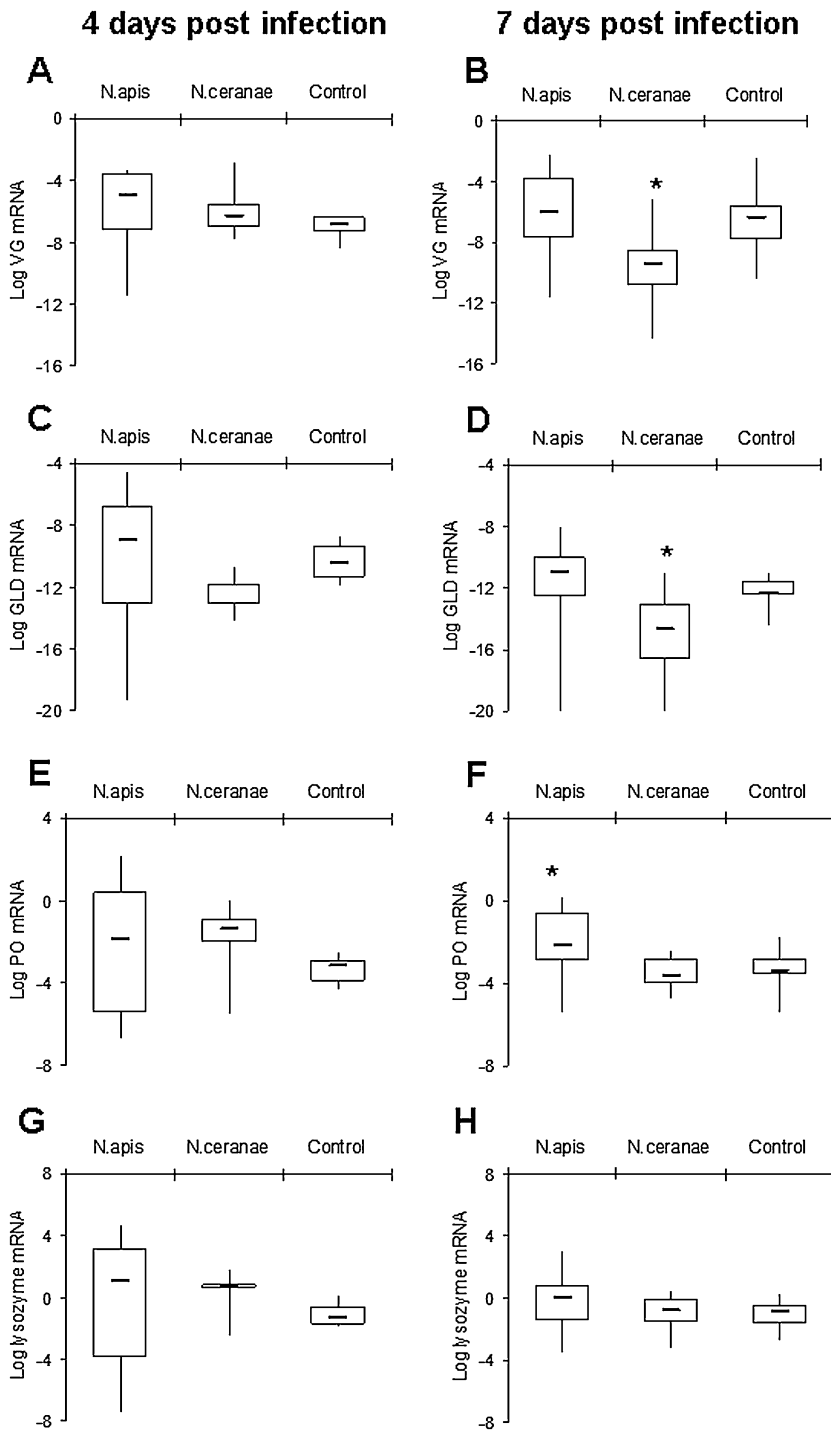 4 days post infection
7 days post infection
A
N.apis N.ceranae Control
0
-4
-8
-12
-16
Log VG mRNA
B
N.apis N.ceranae Control
0
-4
-8
-12
-16
Log VG mRNA
*
C
N.apis N.ceranae Control
-4
-8
-12
-16
-20
Log GLD mRNA
D
N.apis N.ceranae Control
-4
-8
-12
-16
-20
Log GLD mRNA
*
E
N.apis N.ceranae Control
4
0
-4
-8
Log PO mRNA
F
N.apis N.ceranae Control
4
0
-4
-8
Log PO mRNA
*
G
N.apis N.ceranae Control
8
4
0
-4
-8
Log lysozyme mRNA
H
N.apis N.ceranae Control
8
4
0
-4
-8
Log lysozyme mRNA